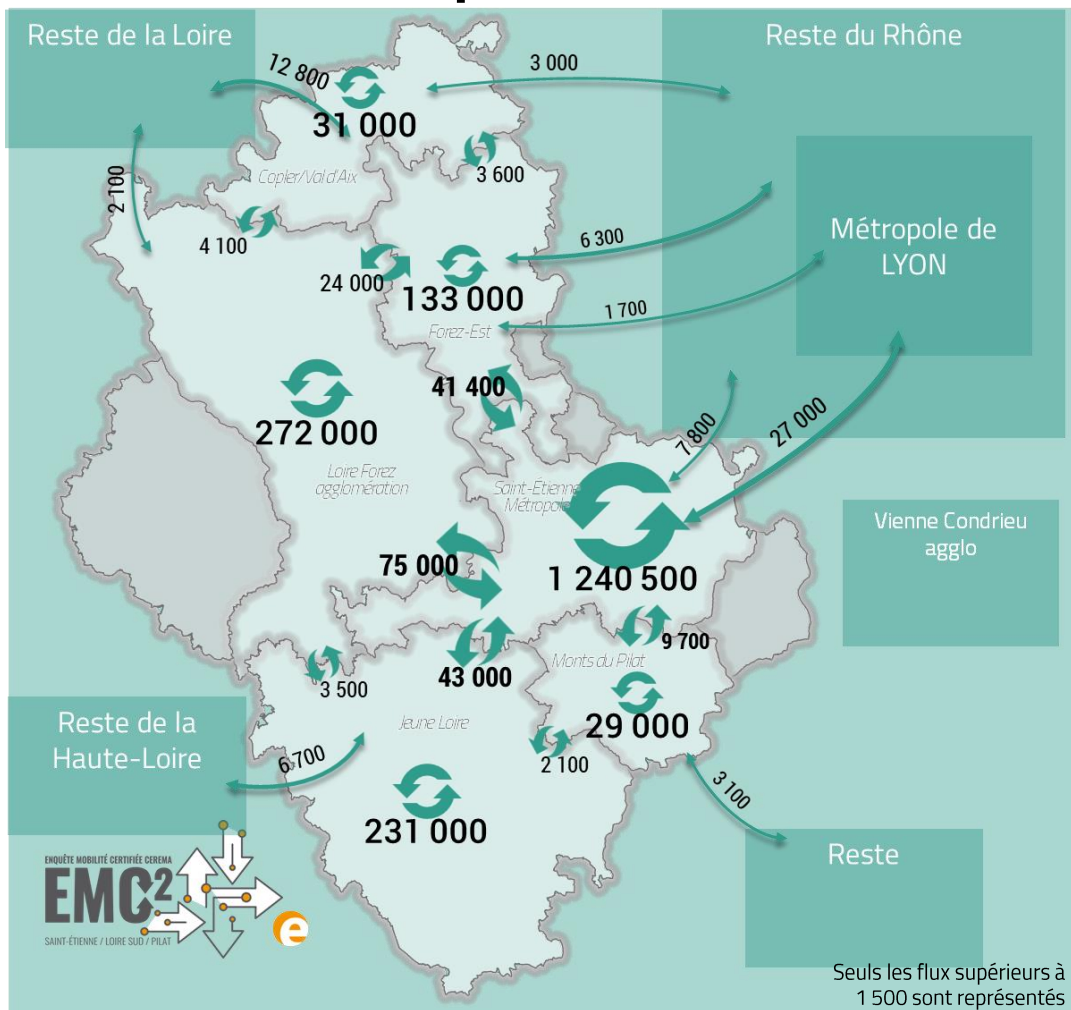 Reste de la Loire
Reste du Rhône
12 800
3 000
31 000
3 600
Copler/Val d'Aix
2 100
4 100
6 300
Métropole de
LYON
24 000
133 000
1 700
Forez-Est
41 400
272 000
7 800
27 000
Loire Forez
agglomération
Saint-Étienne
Métropole
Vienne Condrieu
agglo
75 000
1 240 500
9 700
Monts du Pilat
43 000
3 500
29 000
Jeune Loire
Reste de la
Haute-Loire
6 700
2 100
3 100
231 000
Reste
ENQUÊTE MOBILITÉ CERTIFIÉE CEREMA
EMC2
SAINT-ÉTIENNE / LOIRE SUD / PILAT
e
Seuls les flux supérieurs à
1 500 sont représentés